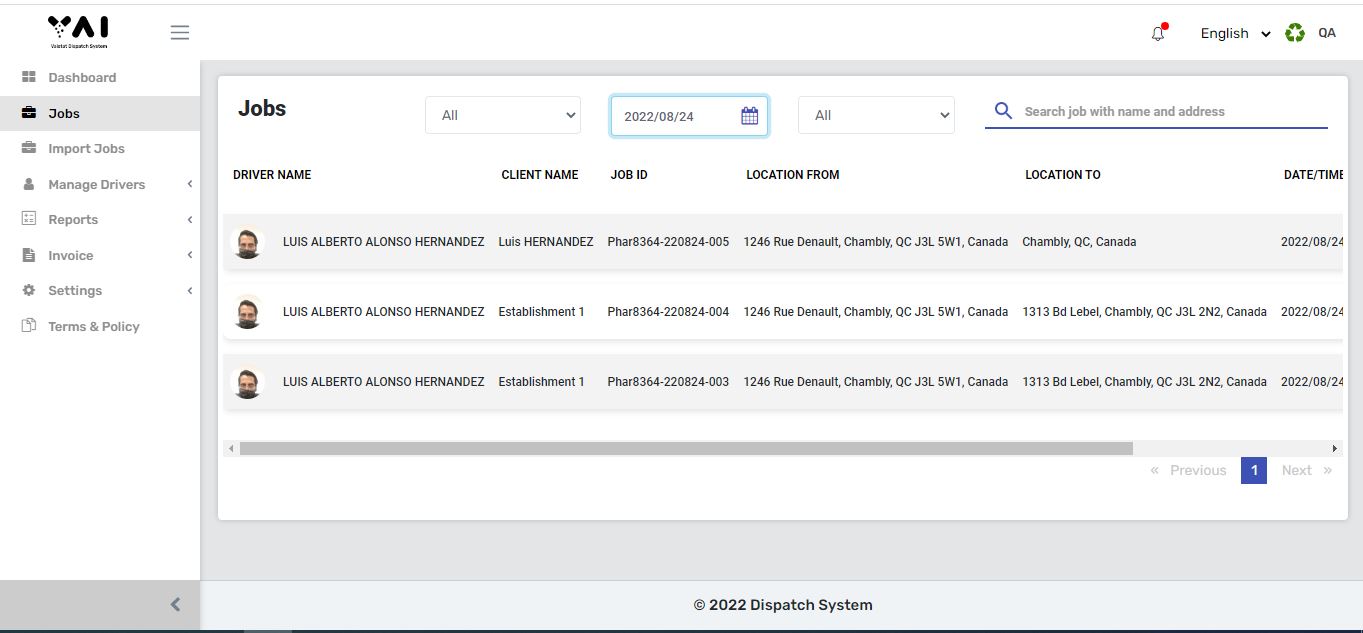 YAI
Vaistat Dispatch System
English
QA
Dashboard
Jobs
Import Jobs
Manage Drivers
Reports
Invoice
Settings
Terms & Policy
Jobs
All
2022/08/24
All
Search job with name and address
DRIVER NAME CLIENT NAME JOB ID LOCATION FROM LOCATION TO DATE/TIME
LUIS ALBERTO ALONSO HERNANDEZ Luis HERNANDEZ Phar8364-220824-005 1246 Rue Denault, Chambly, QC J3L 5W1, Canada Chambly, QC, Canada 2022/08/24
LUIS ALBERTO ALONSO HERNANDEZ Establishment 1 Phar8364-220824-004 1246 Rue Denault, Chambly, QC J3L 5W1, Canada 1313 Bd Lebel, Chambly, QC J3L 2N2, Canada 2022/08/24
LUIS ALBERTO ALONSO HERNANDEZ Establishment 1 Phar8364-220824-003 1246 Rue Denault, Chambly, QC J3L 5W1, Canada 1313 Bd Lebel, Chambly, QC J3L 2N2, Canada 2022/08/24
« Previous 1 Next »
© 2022 Dispatch System